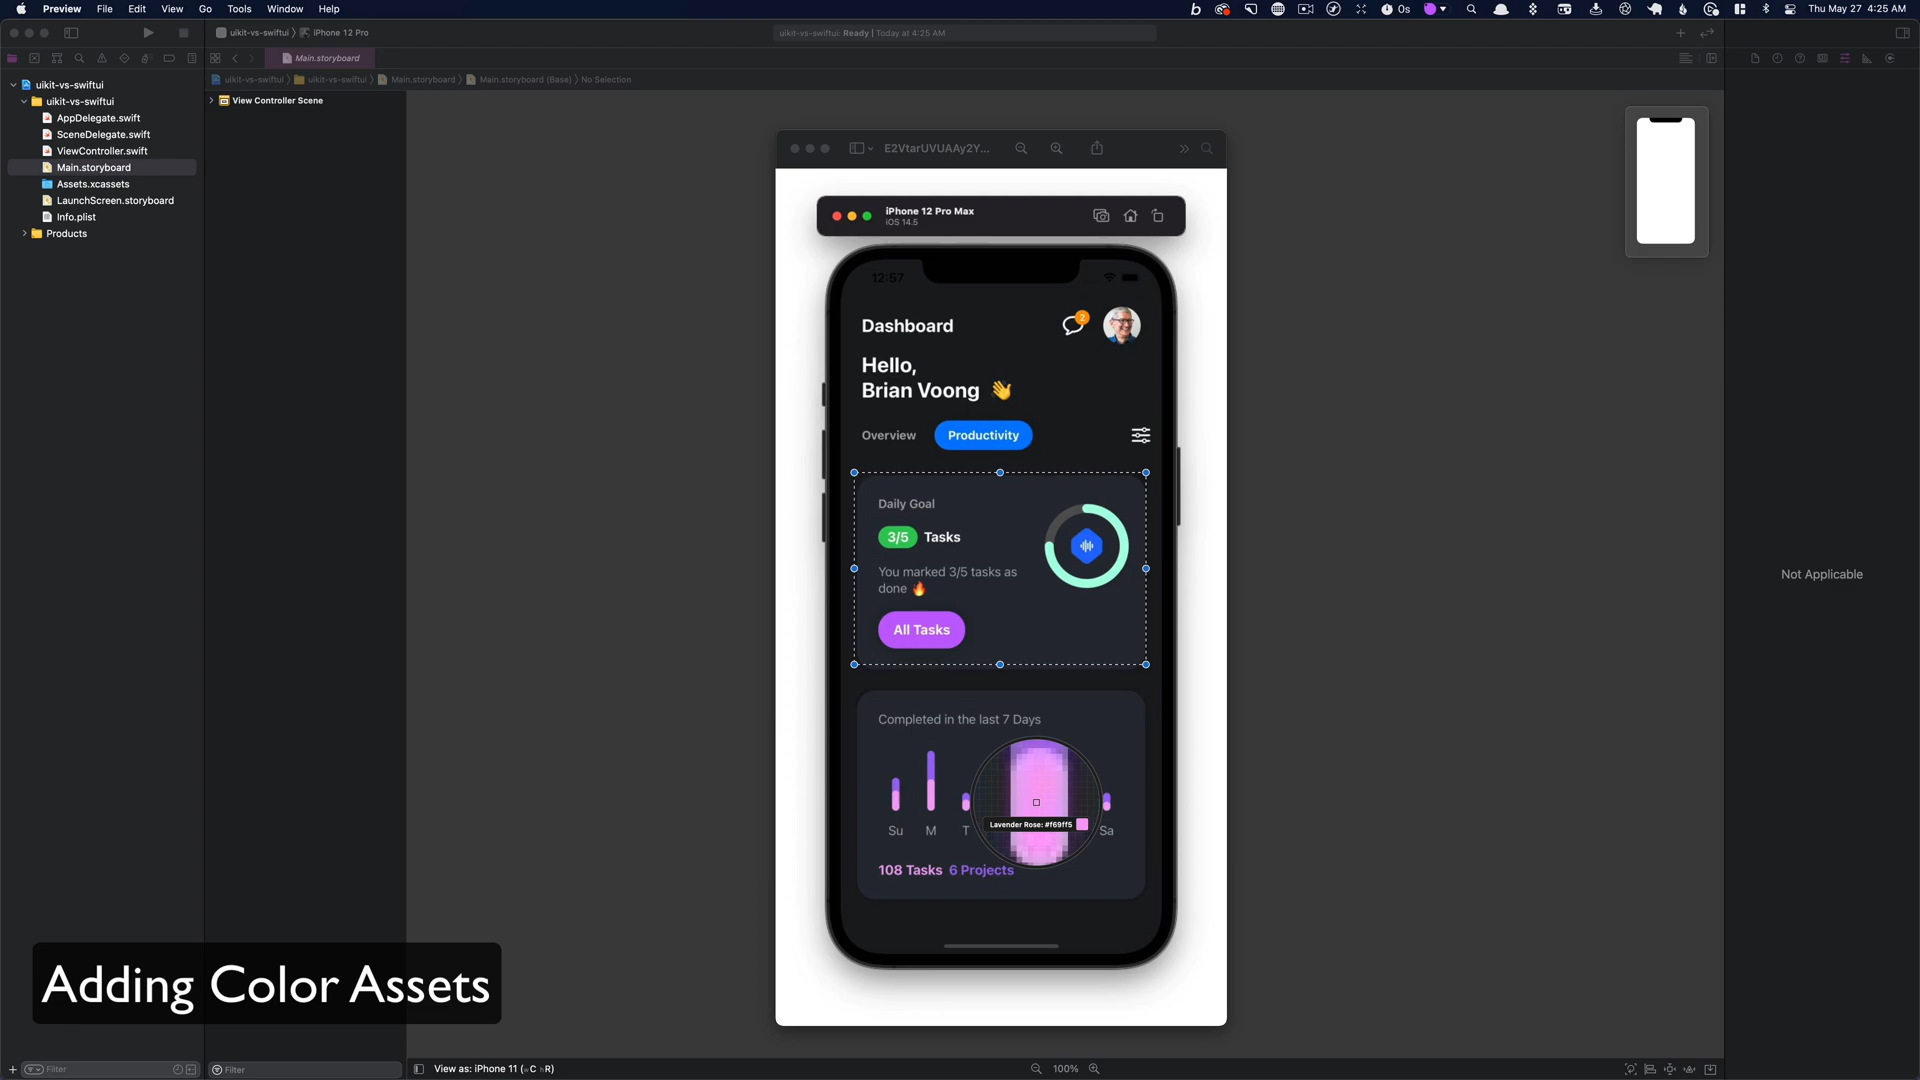 Preview File Edit View Go Tools Window Help
0s Thu May 27 4:25 AM
uikit-vs-swiftui iPhone 12 Pro
uikit-vs-swiftui: Ready | Today at 4:25 AM
Main.storyboard
uikit-vs-swiftui uikit-vs-swiftui Main.storyboard Main.storyboard (Base) No Selection
uikit-vs-swiftui
uikit-vs-swiftui
AppDelegate.swift
SceneDelegate.swift
ViewController.swift
Main.storyboard
Assets.xcassets
LaunchScreen.storyboard
Info.plist
Products
View Controller Scene
E2VtarUVUAAy2Y...
iPhone 12 Pro Max
iOS 14.5
12:57
Dashboard
2
Hello,
Brian Voong 👋
Overview Productivity
Daily Goal
3/5 Tasks
You marked 3/5 tasks as
done 🔥
All Tasks
Completed in the last 7 Days
Lavender Rose: #f69ff5
Su M T Sa
108 Tasks 6 Projects
Not Applicable
Adding Color Assets
Filter
Filter
View as: iPhone 11 (wC hR)
100%